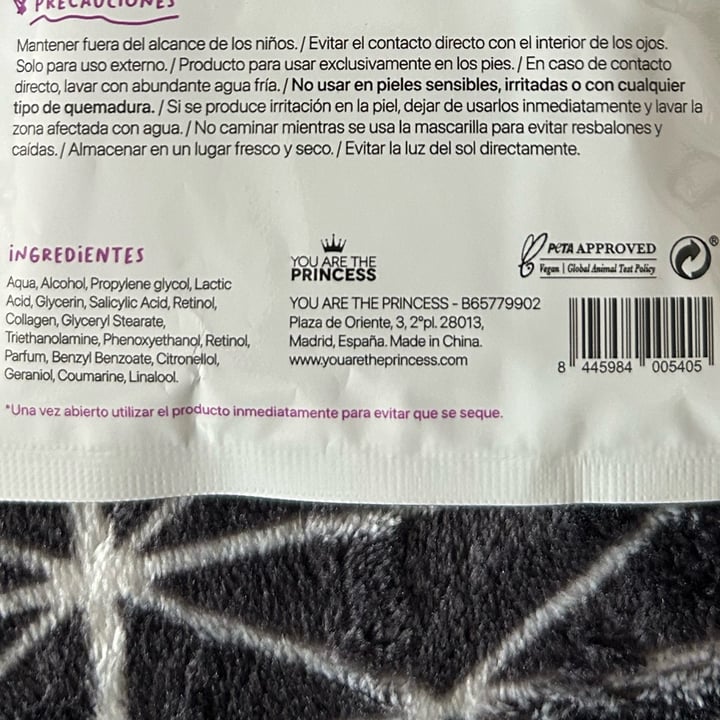 PRECAUCIONES
Mantener fuera del alcance de los niños. / Evitar el contacto directo con el interior de los ojos.
Solo para uso externo. / Producto para usar exclusivamente en los pies. / En caso de contacto
directo, lavar con abundante agua fría. / No usar en pieles sensibles, irritadas o con cualquier
tipo de quemadura. / Si se produce irritación en la piel, dejar de usarlos inmediatamente y lavar la
zona afectada con agua. / No caminar mientras se usa la mascarilla para evitar resbalones y
caídas. / Almacenar en un lugar fresco y seco. / Evitar la luz del sol directamente.
INGREDIENTES
Aqua, Alcohol, Propylene glycol, Lactic
Acid, Glycerin, Salicylic Acid, Retinol,
Collagen, Glyceryl Stearate,
Triethanolamine, Phenoxyethanol, Retinol,
Parfum, Benzyl Benzoate, Citronellol,
Geraniol, Coumarine, Linalool.
YOU ARE THE
PRINCESS
YOU ARE THE PRINCESS - B65779902
Plaza de Oriente, 3, 2ºpl. 28013,
Madrid, España. Made in China.
www.youaretheprincess.com
PETA APPROVED
Vegan | Global Animal Test Policy
®
8 445984 005405
*Una vez abierto utilizar el producto inmediatamente para evitar que se seque.